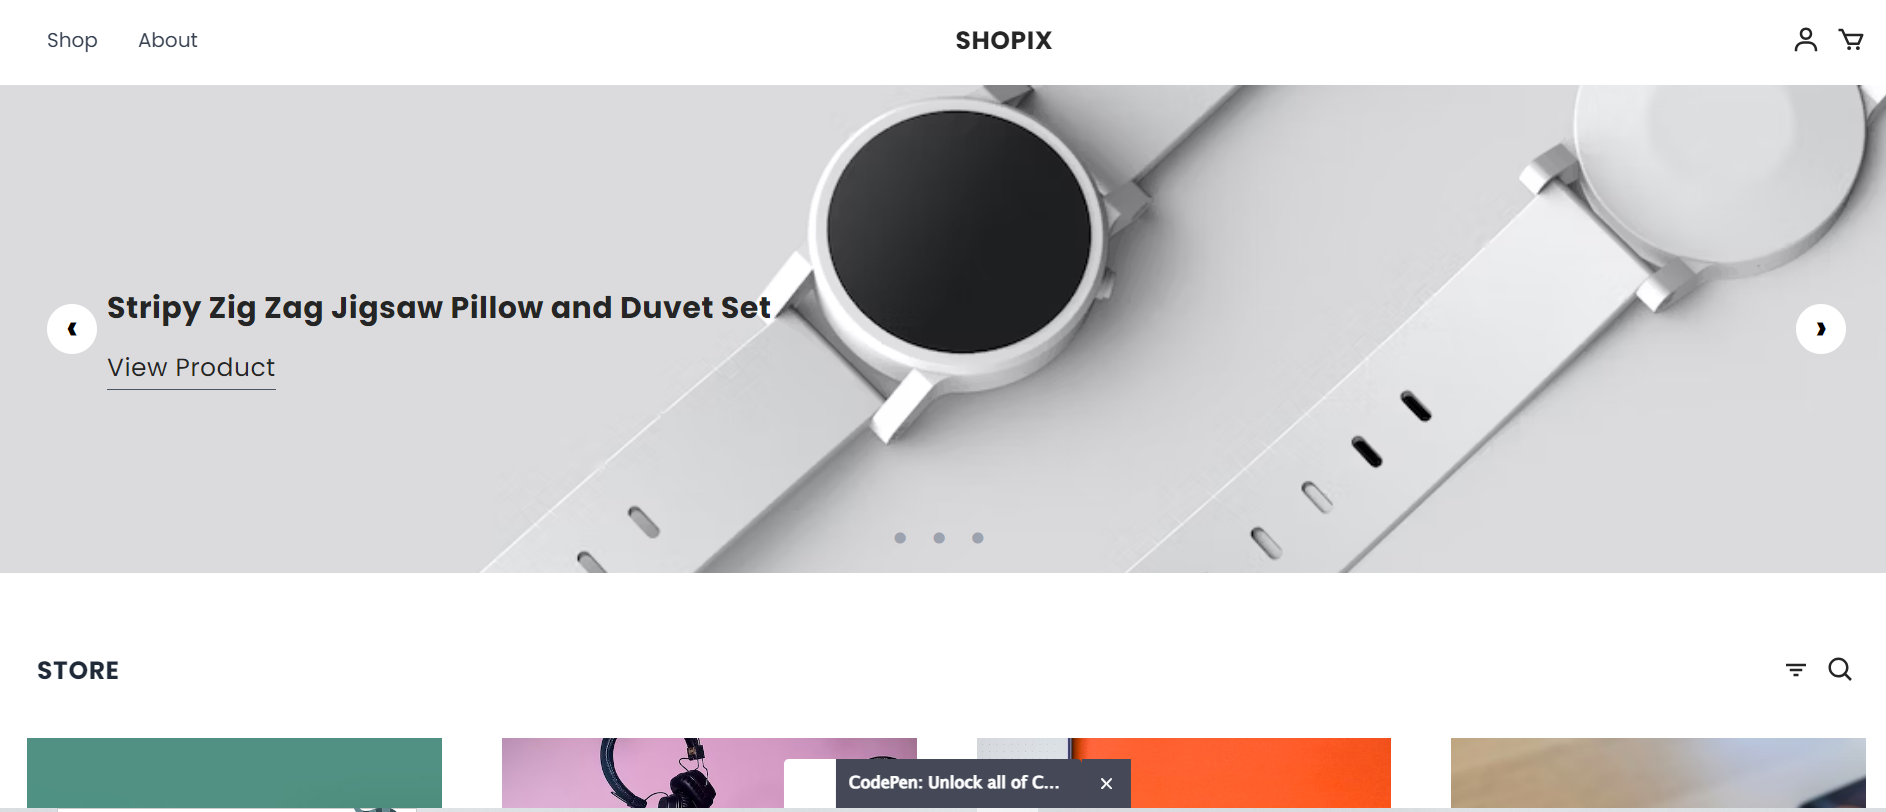 Shop
About
SHOPIX
Stripy Zig Zag Jigsaw Pillow and Duvet Set
View Product
STORE
CodePen: Unlock all of C...